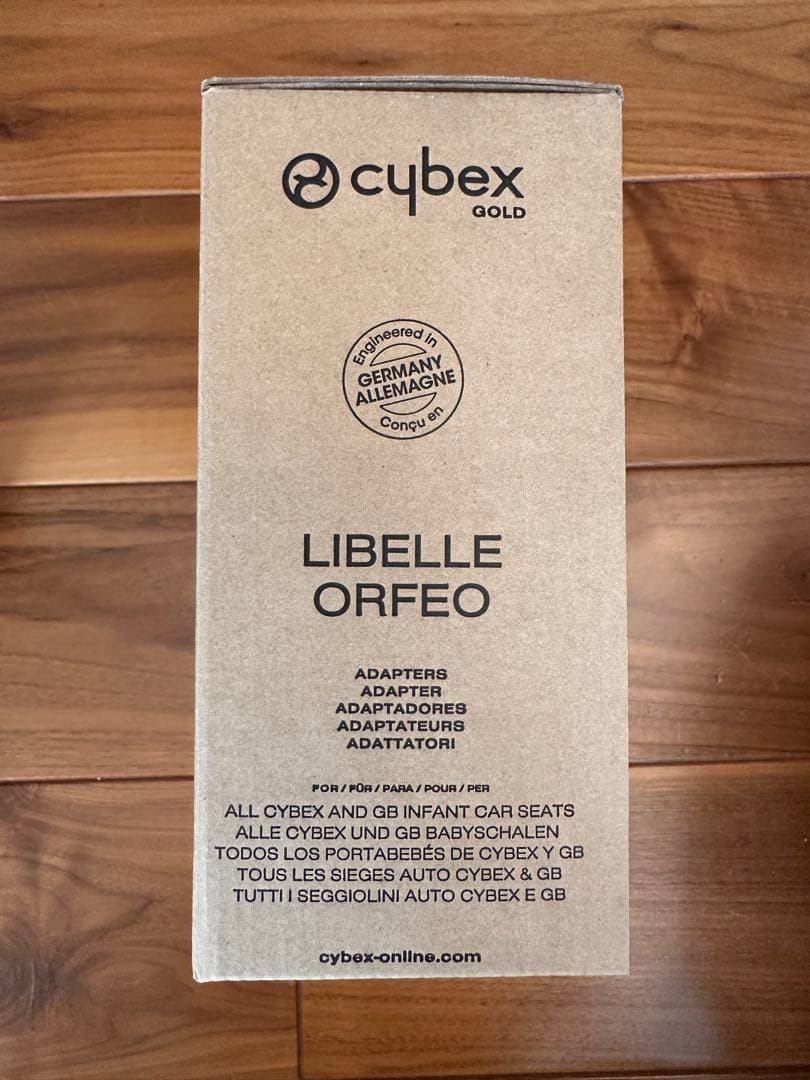 cybex
GOLD
Engineered in
GERMANY
ALLEMAGNE
Conçu en
LIBELLE
ORFEO
ADAPTERS
ADAPTER
ADAPTADORES
ADAPTATEURS
ADATTATORI
FOR / FÜR / PARA / POUR / PER
ALL CYBEX AND GB INFANT CAR SEATS
ALLE CYBEX UND GB BABYSCHALEN
TODOS LOS PORTABEBÉS DE CYBEX Y GB
TOUS LES SIEGES AUTO CYBEX & GB
TUTTI I SEGGIOLINI AUTO CYBEX E GB
cybex-online.com